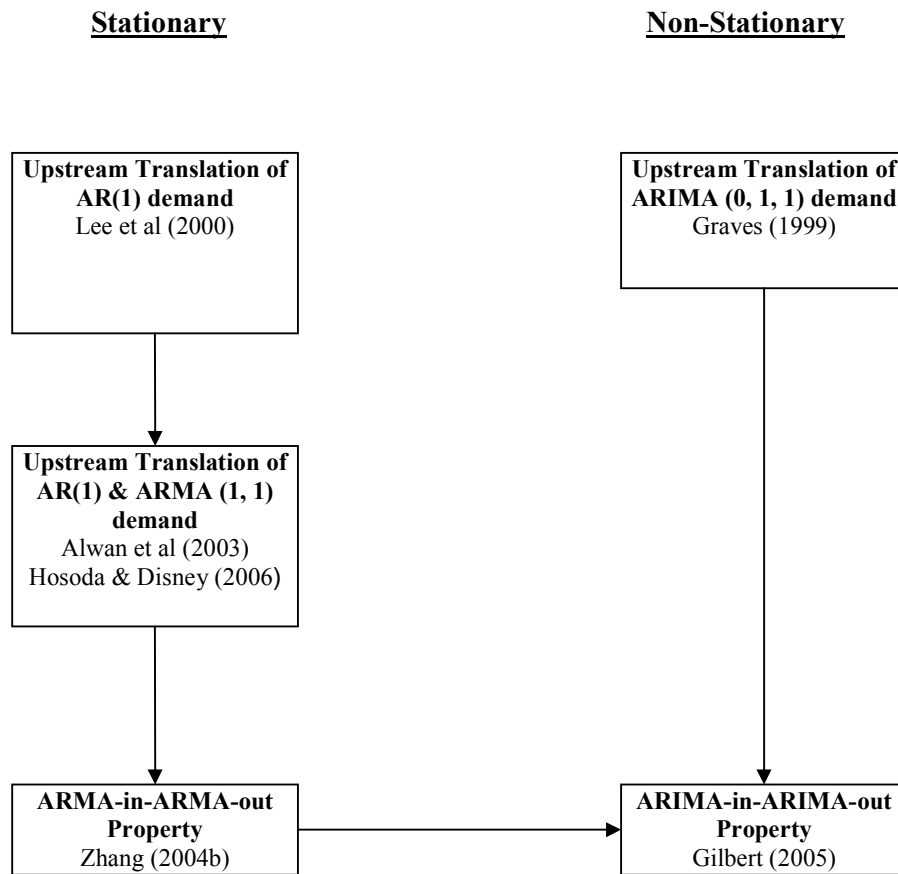 Stationary
Non-Stationary
Upstream Translation of
AR(1) demand
Lee et al (2000)
Upstream Translation of
ARIMA (0, 1, 1) demand
Graves (1999)
Upstream Translation of
AR(1) & ARMA (1, 1)
demand
Alwan et al (2003)
Hosoda & Disney (2006)
ARMA-in-ARMA-out
Property
Zhang (2004b)
ARIMA-in-ARIMA-out
Property
Gilbert (2005)